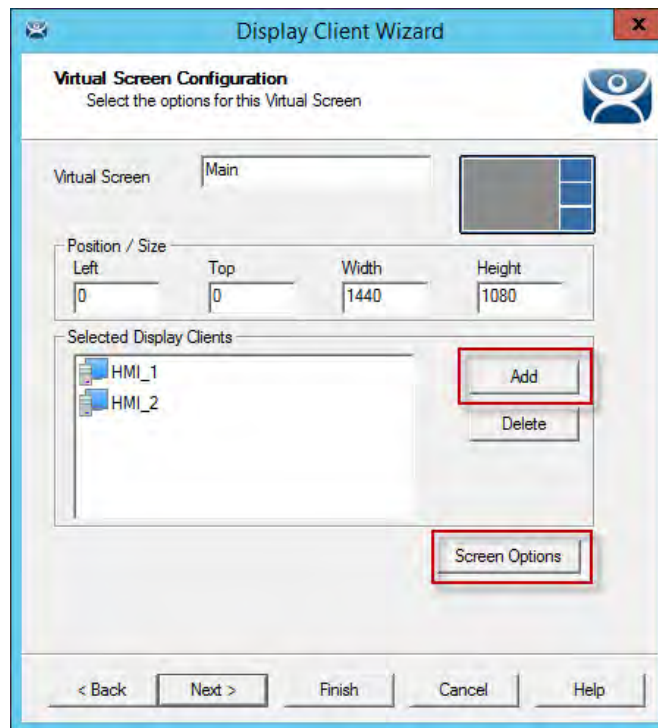 Display Client Wizard
x
Virtual Screen Configuration
Select the options for this Virtual Screen
Virtual Screen
Main
Position / Size
Left Top Width Height
0 0 1440 1080
Selected Display Clients
HMI_1
HMI_2
Add
Delete
Screen Options
< Back Next > Finish Cancel Help